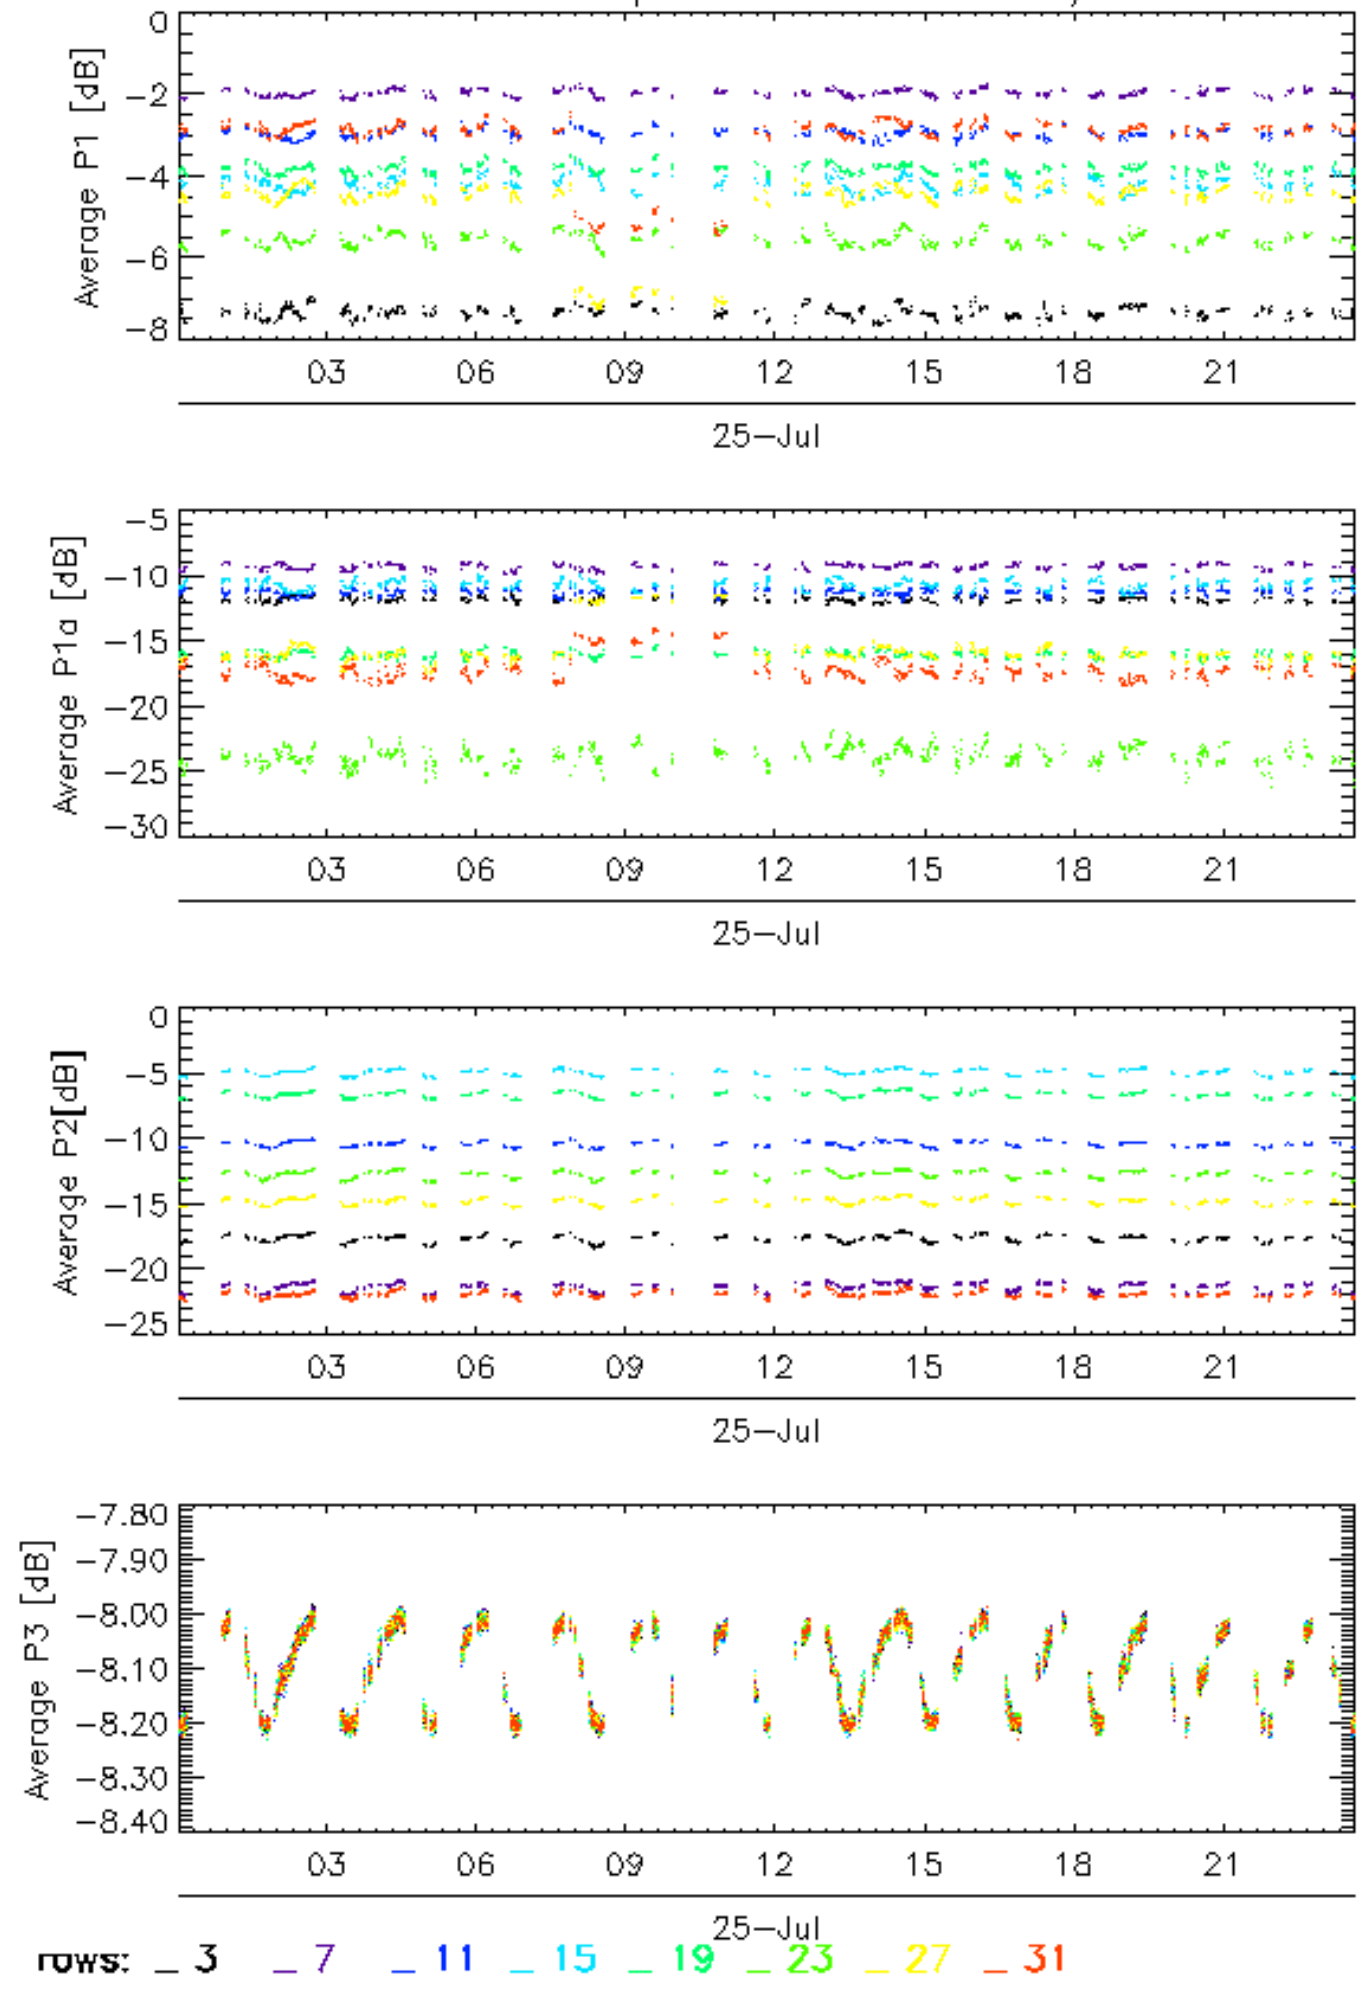 0
-2
-4
-6
-8
Average P1 [dB]
03 06 09 12 15 18 21
25-Jul
-5
-10
-15
-20
-25
-30
Average P1a [dB]
03 06 09 12 15 18 21
25-Jul
0
-5
-10
-15
-20
-25
Average P2[dB]
03 06 09 12 15 18 21
25-Jul
-7.80
-7.90
-8.00
-8.10
-8.20
-8.30
-8.40
Average P3 [dB]
03 06 09 12 15 18 21
25-Jul
rows: _ 3 _ 7 _ 11 _ 15 _ 19 _ 23 _ 27 _ 31